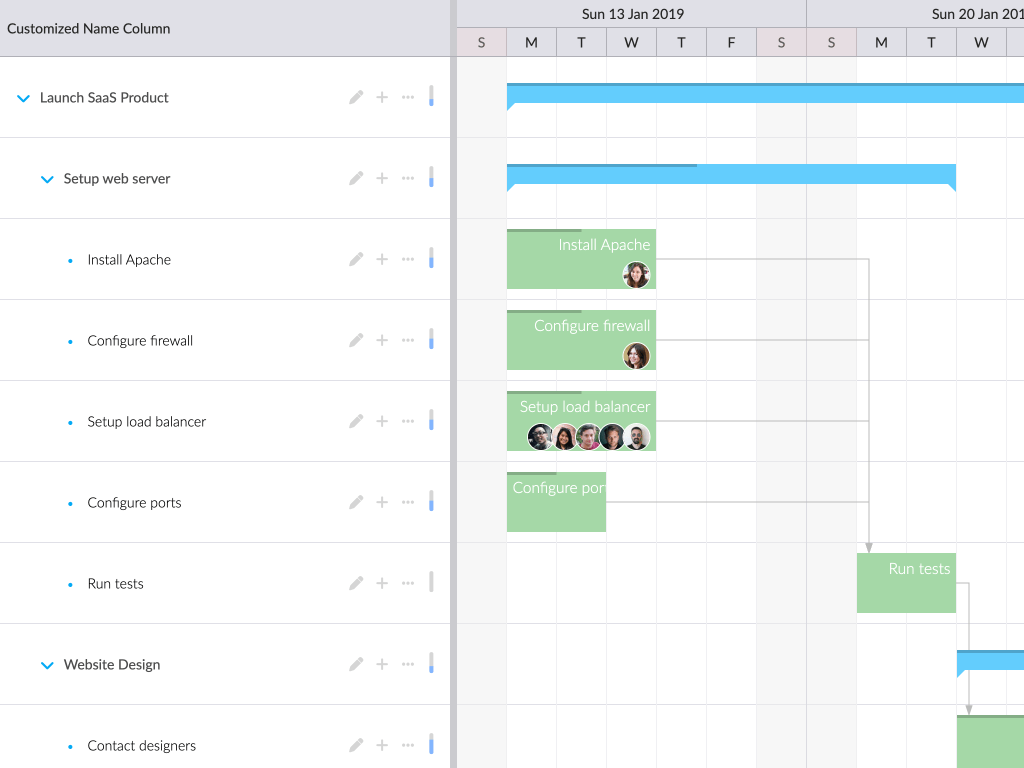 Customized Name Column
Sun 13 Jan 2019
Sun 20 Jan 201
S M T W T F S S M T W
Launch SaaS Product
Setup web server
Install Apache
Install Apache
Configure firewall
Configure firewall
Setup load balancer
Setup load balancer
Configure ports
Configure por
Run tests
Run tests
Website Design
Contact designers